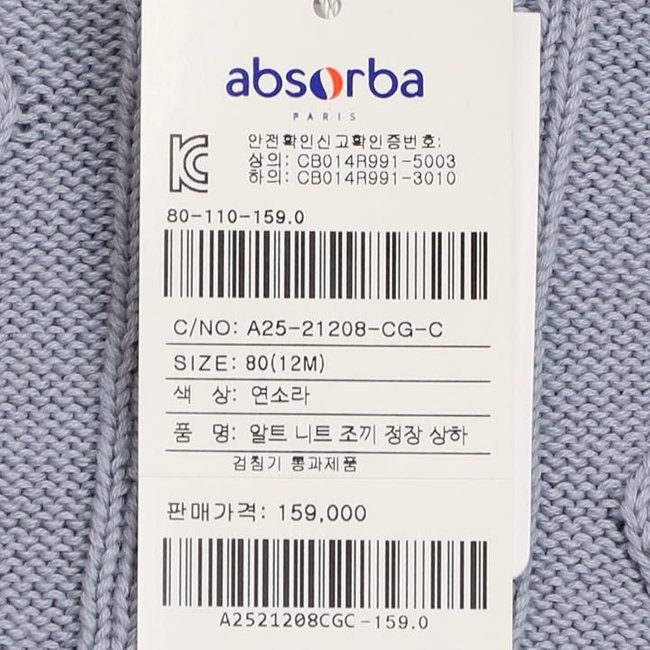 absorba
PARIS
안전확인신고확인증번호:
상의: CB014R991-5003
하의: CB014R991-3010
80-110-159.0
C/NO: A25-21208-CG-C
SIZE: 80(12M)
색 상: 연소라
품 명: 알트 니트 조끼 정장 상하
검침기 통과제품
판매가격: 159,000
A2521208CGC-159.0